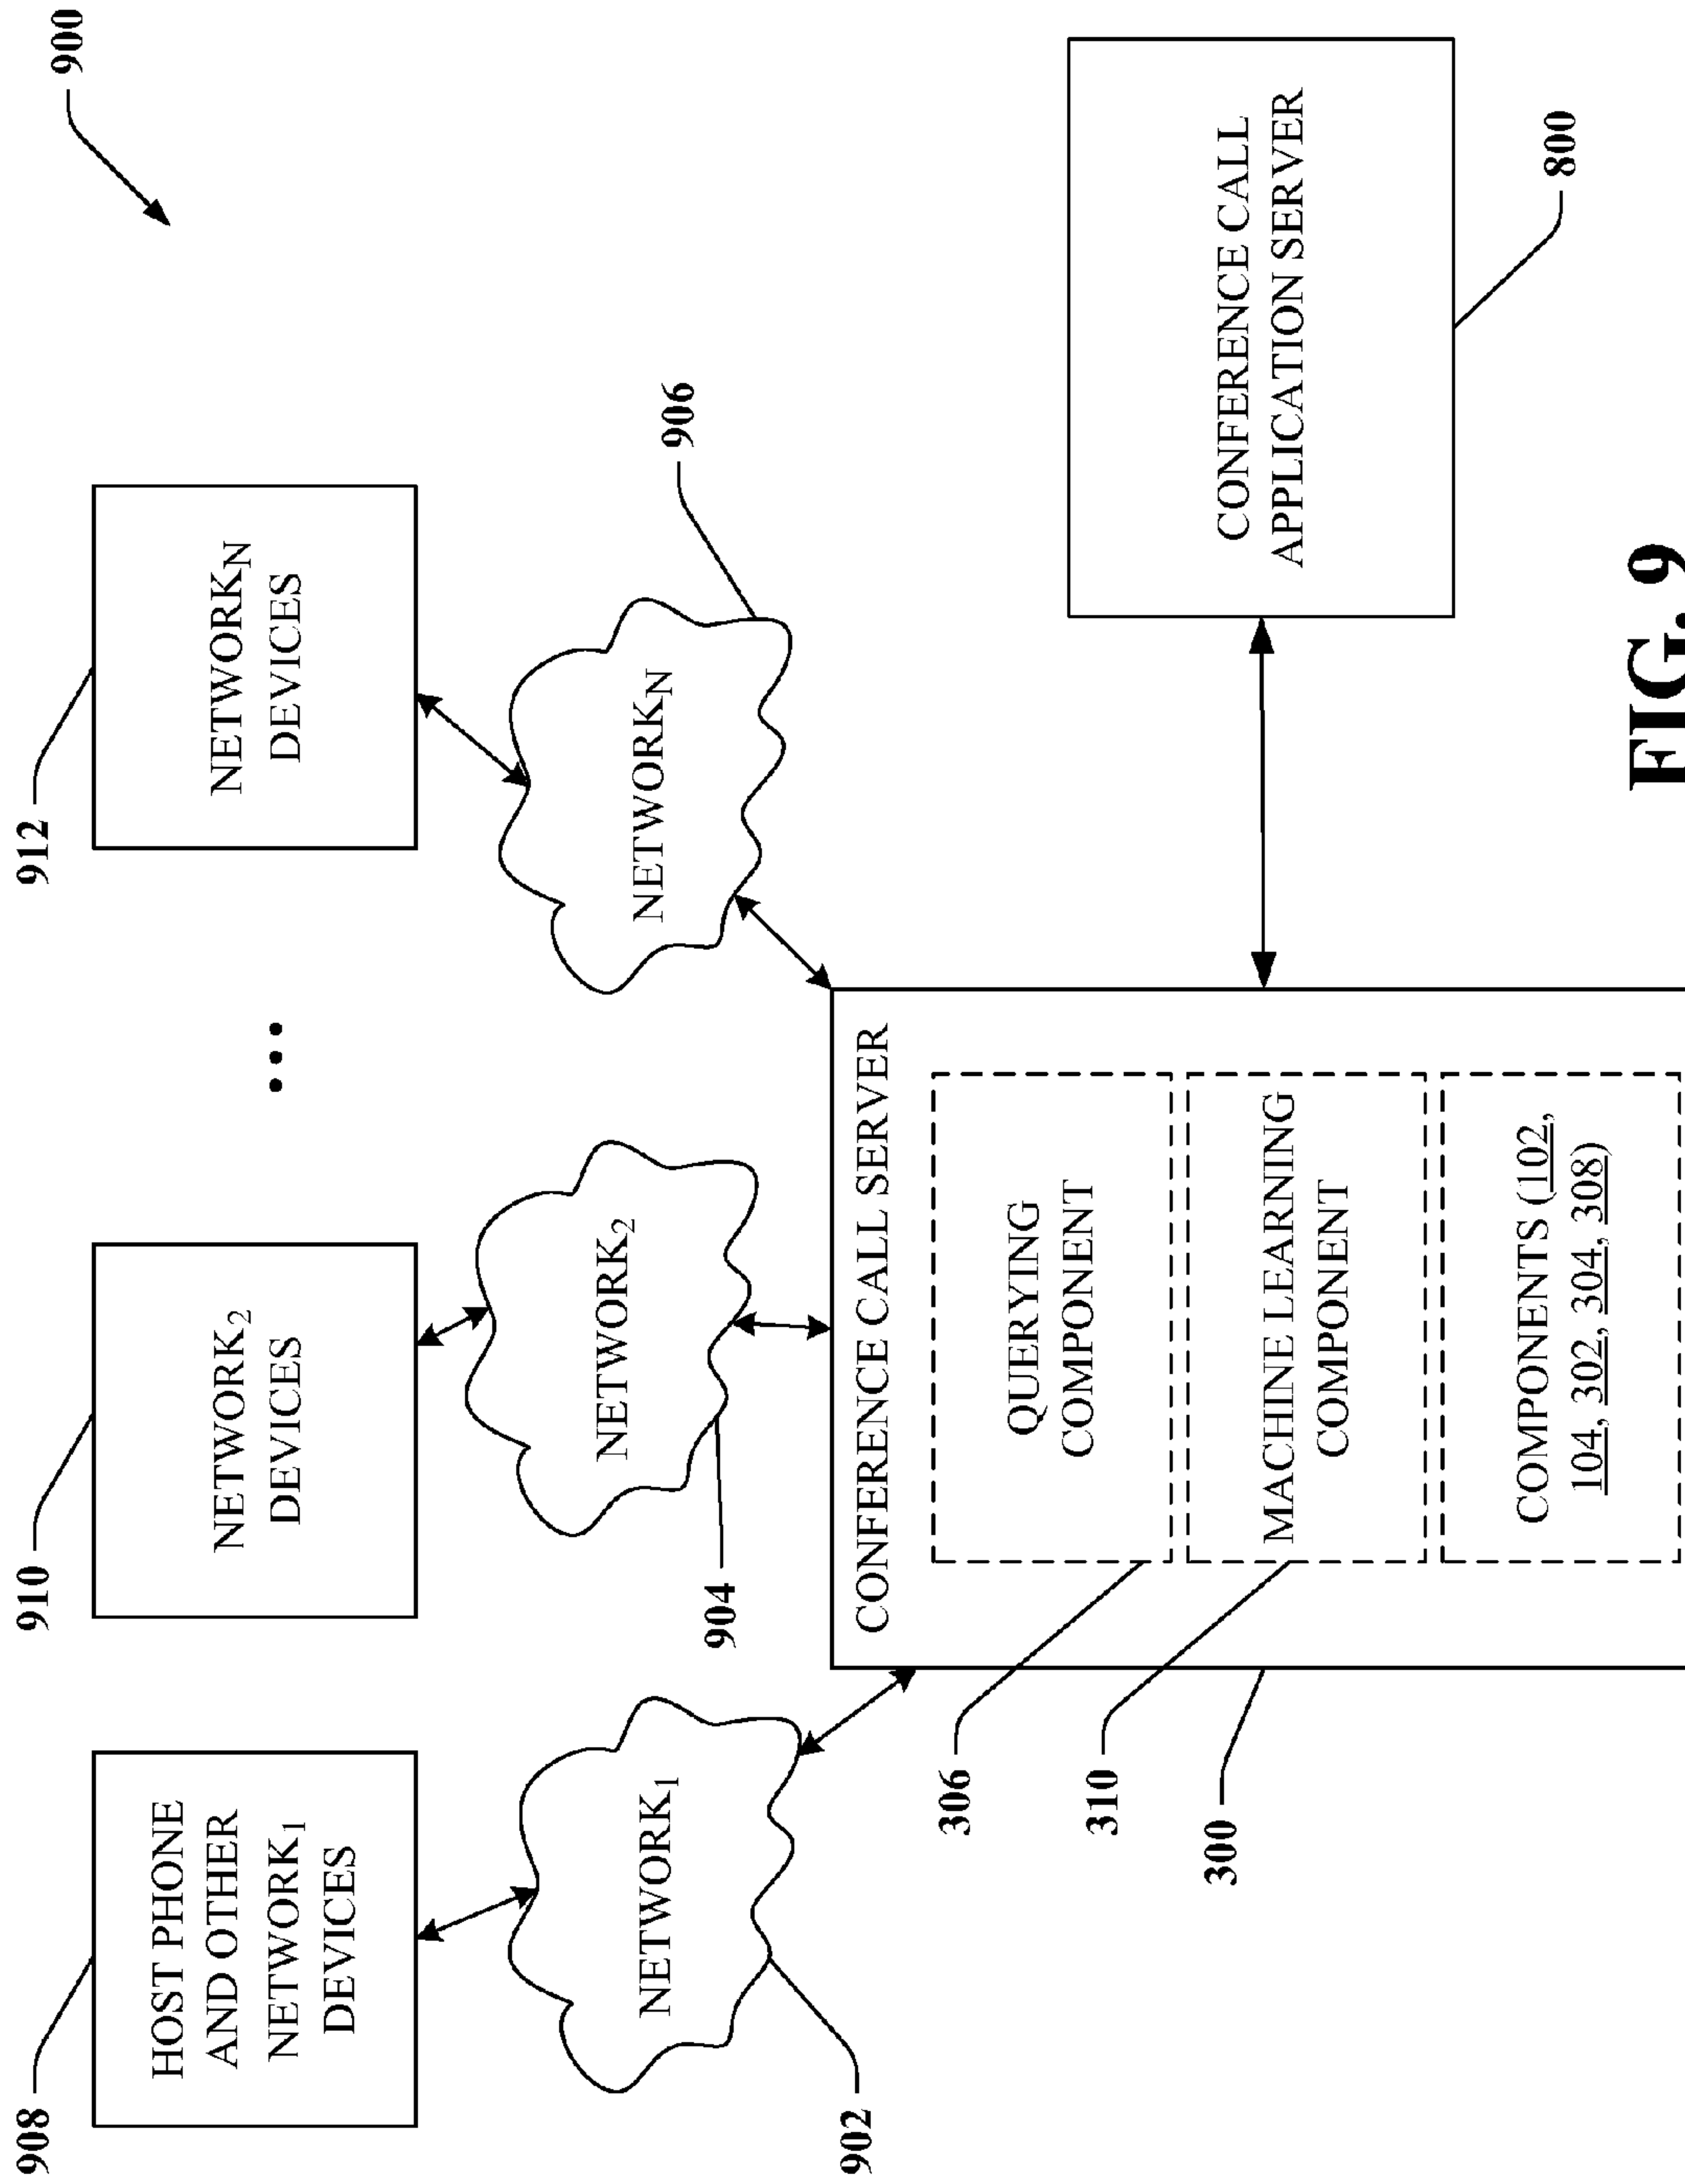 900
908
910
912
HOST PHONE
AND OTHER
NETWORK1
DEVICES
NETWORK2
DEVICES
...
NETWORKN
DEVICES
NETWORK1
NETWORK2
NETWORKN
902
904
906
CONFERENCE CALL SERVER
QUERYING
COMPONENT
MACHINE LEARNING
COMPONENT
COMPONENTS (102,
104, 302, 304, 308)
306
310
300
CONFERENCE CALL
APPLICATION SERVER
800
FIG. 9